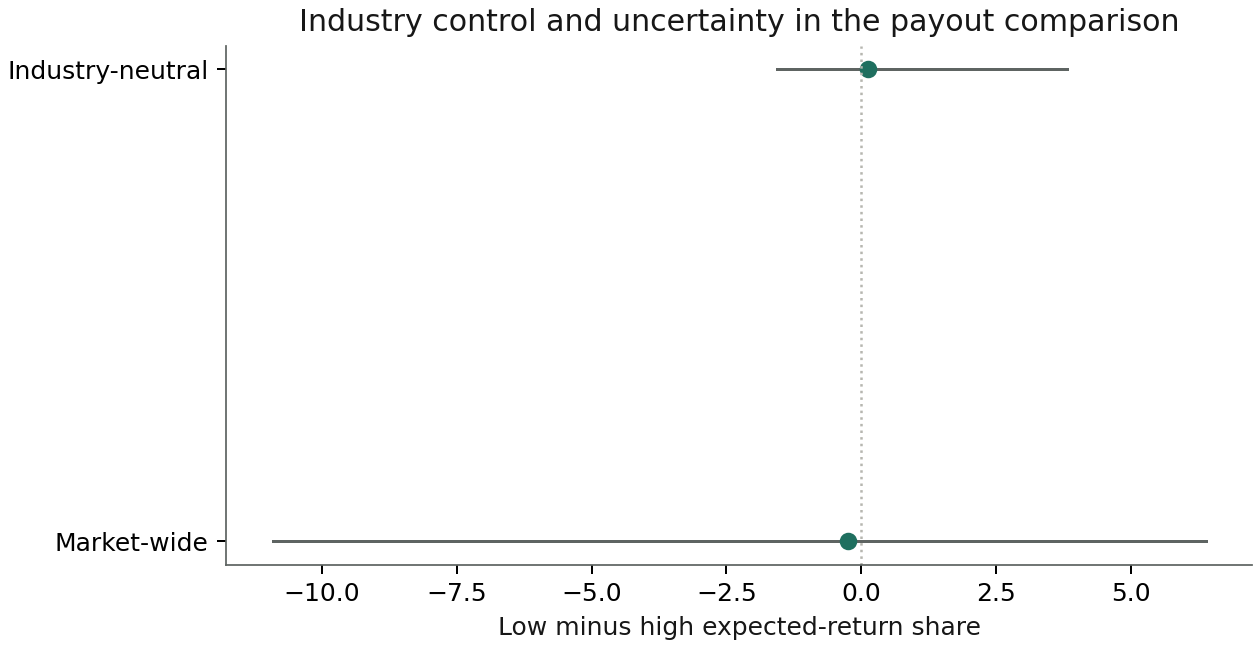 Industry control and uncertainty in the payout comparison
Industry-neutral
Market-wide
−10.0 −7.5 −5.0 −2.5 0.0 2.5 5.0
Low minus high expected-return share